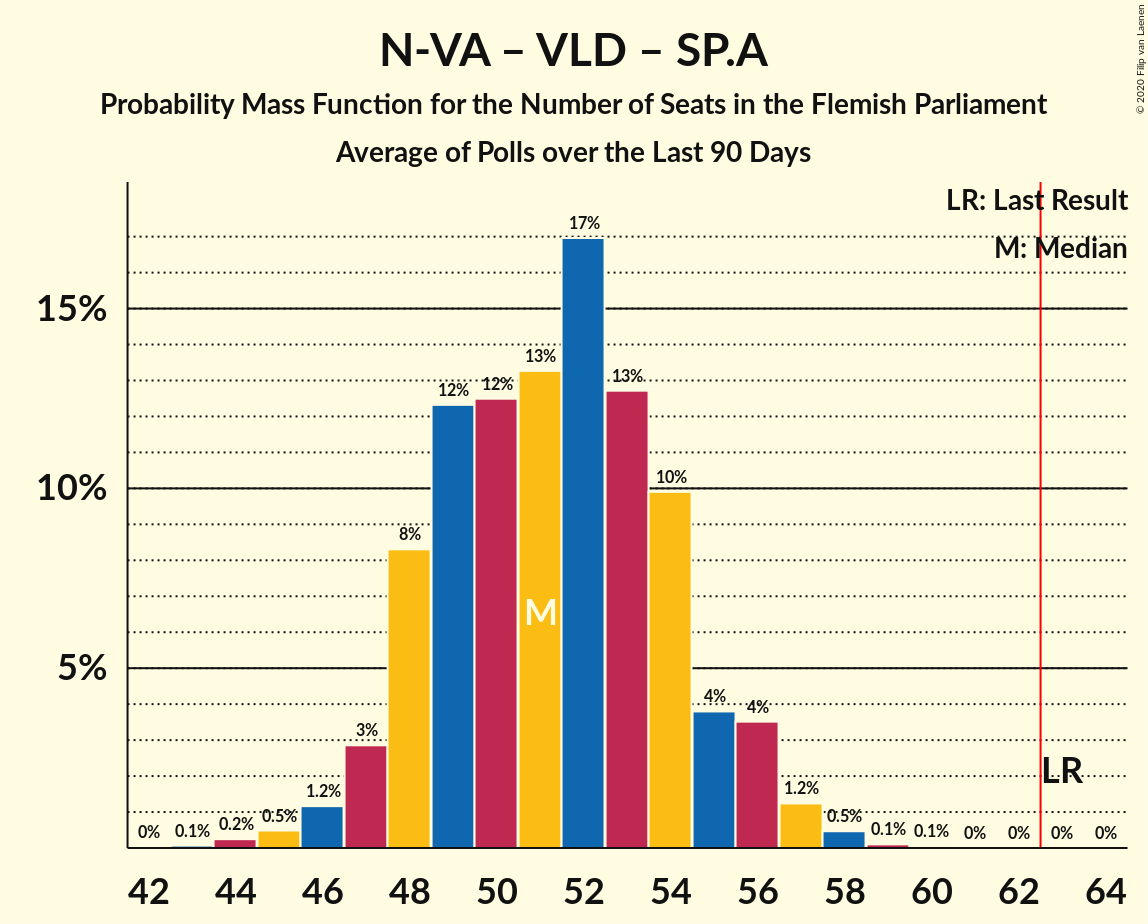 N-VA – VLD – SP.A
Probability Mass Function for the Number of Seats in the Flemish Parliament
Average of Polls over the Last 90 Days
© 2020 Filip van Laenen
LR: Last Result
M: Median
17%
15%
13%
13%
12%
12%
10%
10%
8%
M
5%
4%
4%
3%
LR
1.2%
1.2%
0%
0.1%
0.2%
0.5%
0.5%
0.1%
0.1%
0%
0%
0%
0%
42 44 46 48 50 52 54 56 58 60 62 64